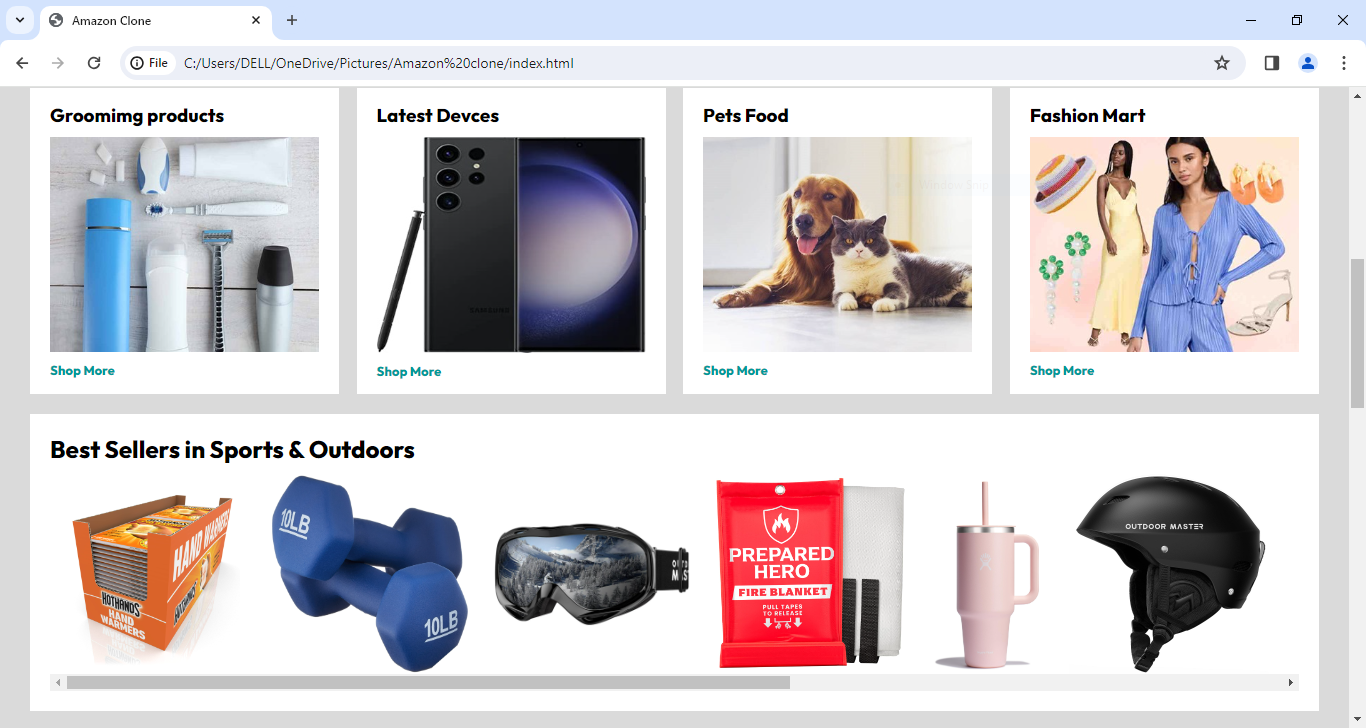 Amazon Clone
File
C:/Users/DELL/OneDrive/Pictures/Amazon%20clone/index.html
Groomimg products
Latest Devces
Pets Food
Fashion Mart
SAMSUNG
Shop More
Shop More
Shop More
Shop More
Best Sellers in Sports & Outdoors
HAND WARMERS
HOTHANDS
HAND
WARMERS
10LB
10LB
PREPARED
HERO
FIRE BLANKET
PULL TAPES
TO RELEASE
OUTDOOR MASTER